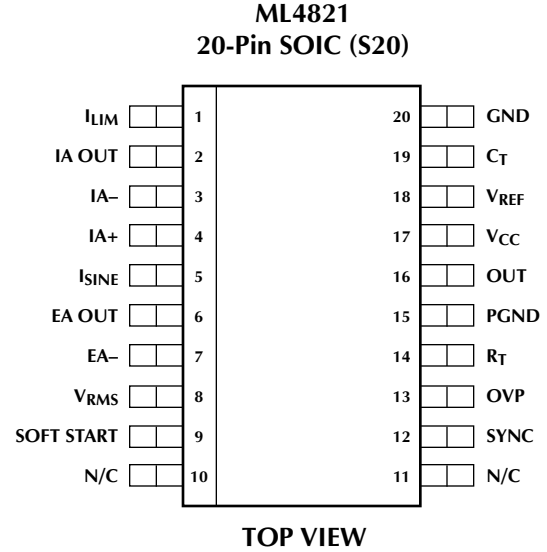 ML4821
20-Pin SOIC (S20)
ILIM 1 20 GND
IA OUT 2 19 CT
IA– 3 18 VREF
IA+ 4 17 VCC
ISINE 5 16 OUT
EA OUT 6 15 PGND
EA– 7 14 RT
VRMS 8 13 OVP
SOFT START 9 12 SYNC
N/C 10 11 N/C
TOP VIEW